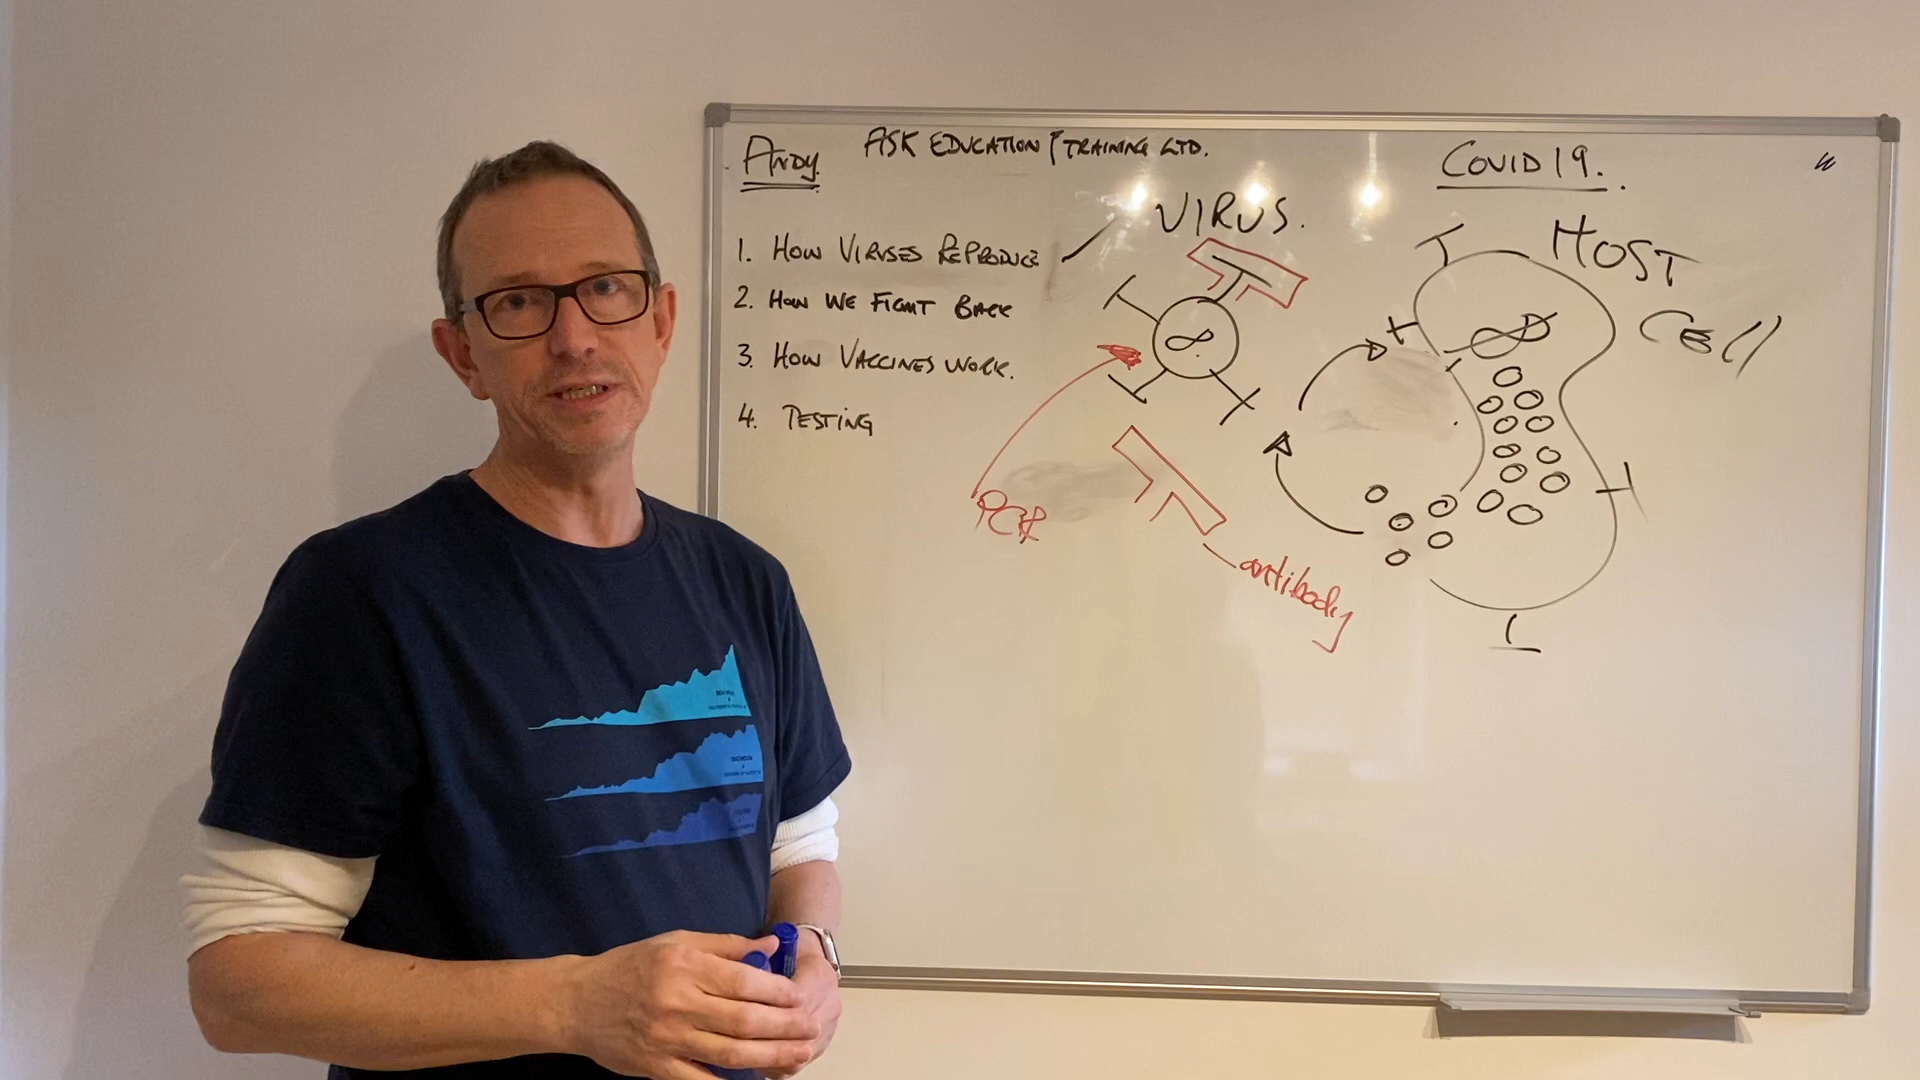 Andy.
ASK EDUCATION & TRAINING LTD.
COVID 19.
1. HOW VIRUSES REPRODUCE
2. HOW WE FIGHT BACK
3. HOW VACCINES WORK.
4. TESTING
VIRUS.
HOST
CELL
PCR
antibody